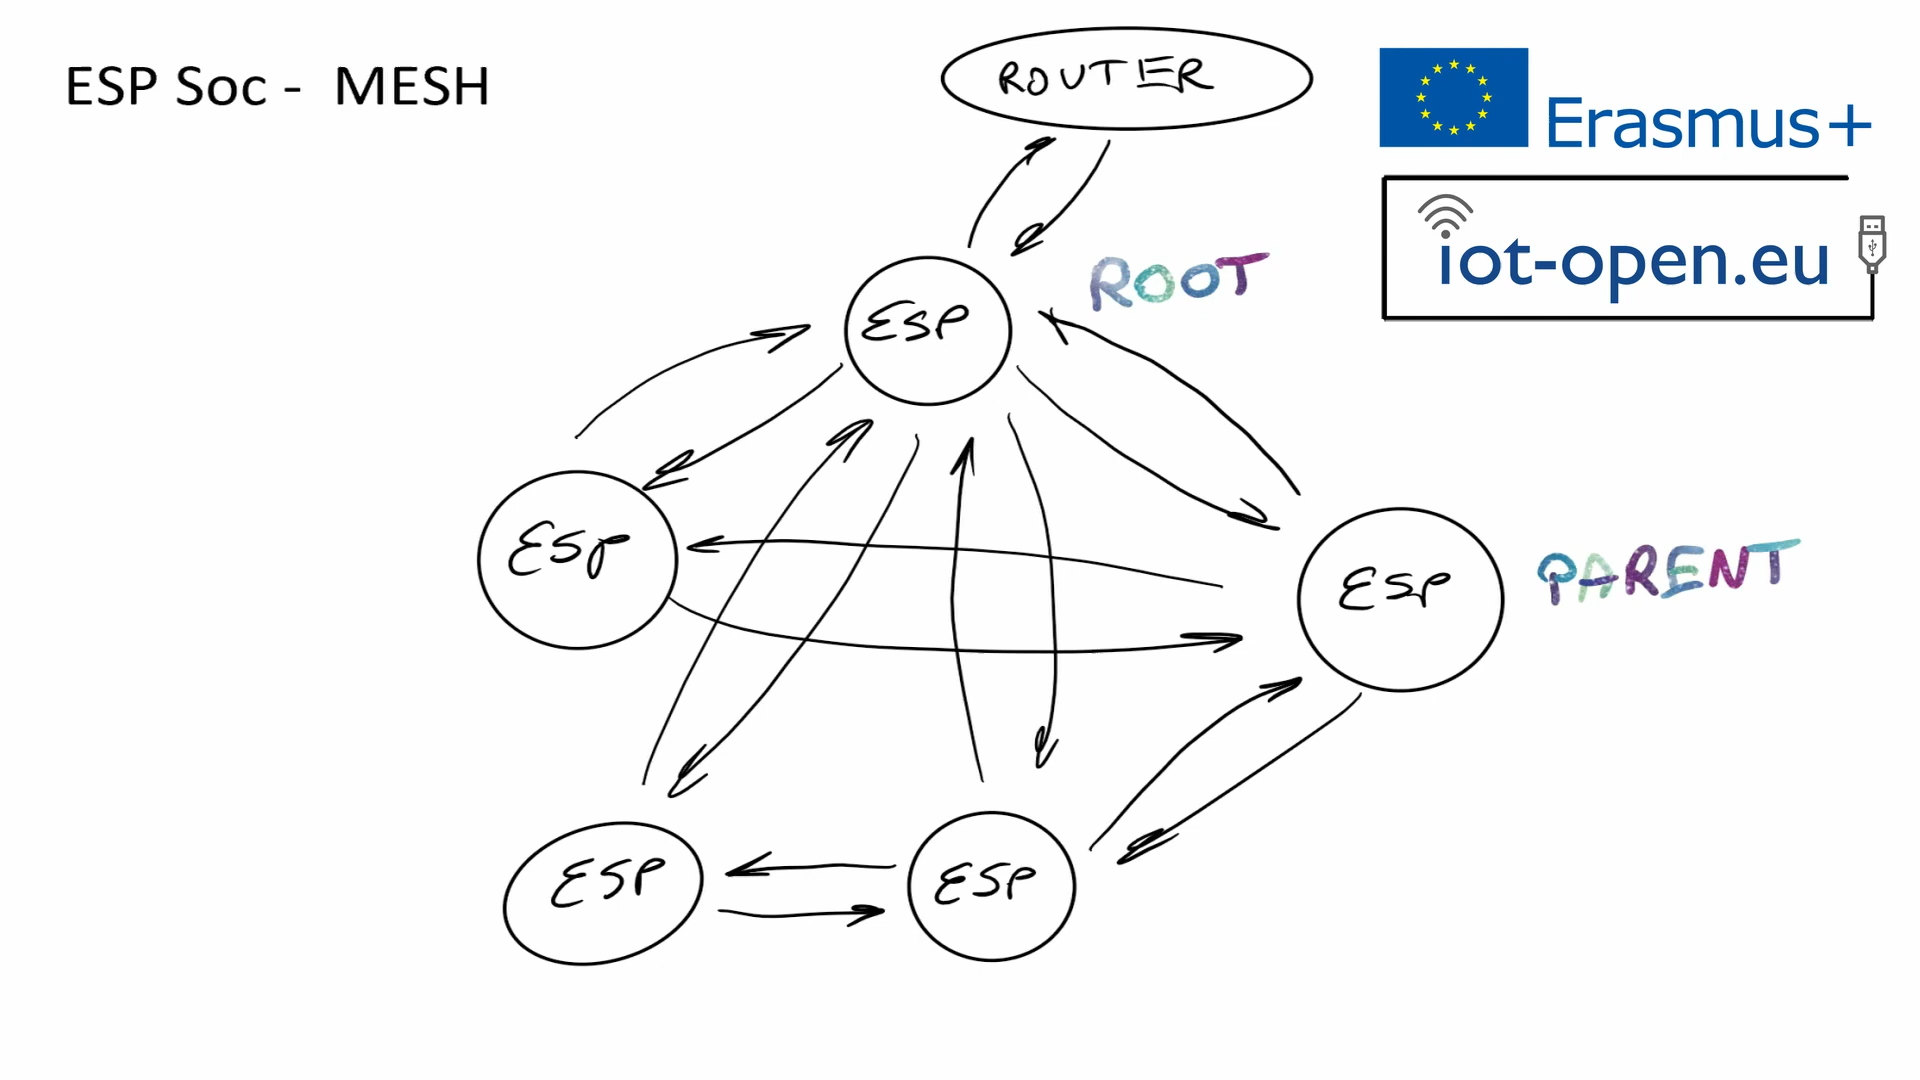 ESP Soc - MESH
ROUTER
Erasmus+
iot-open.eu
ROOT
ESP
ESP
ESP
PARENT
ESP
ESP